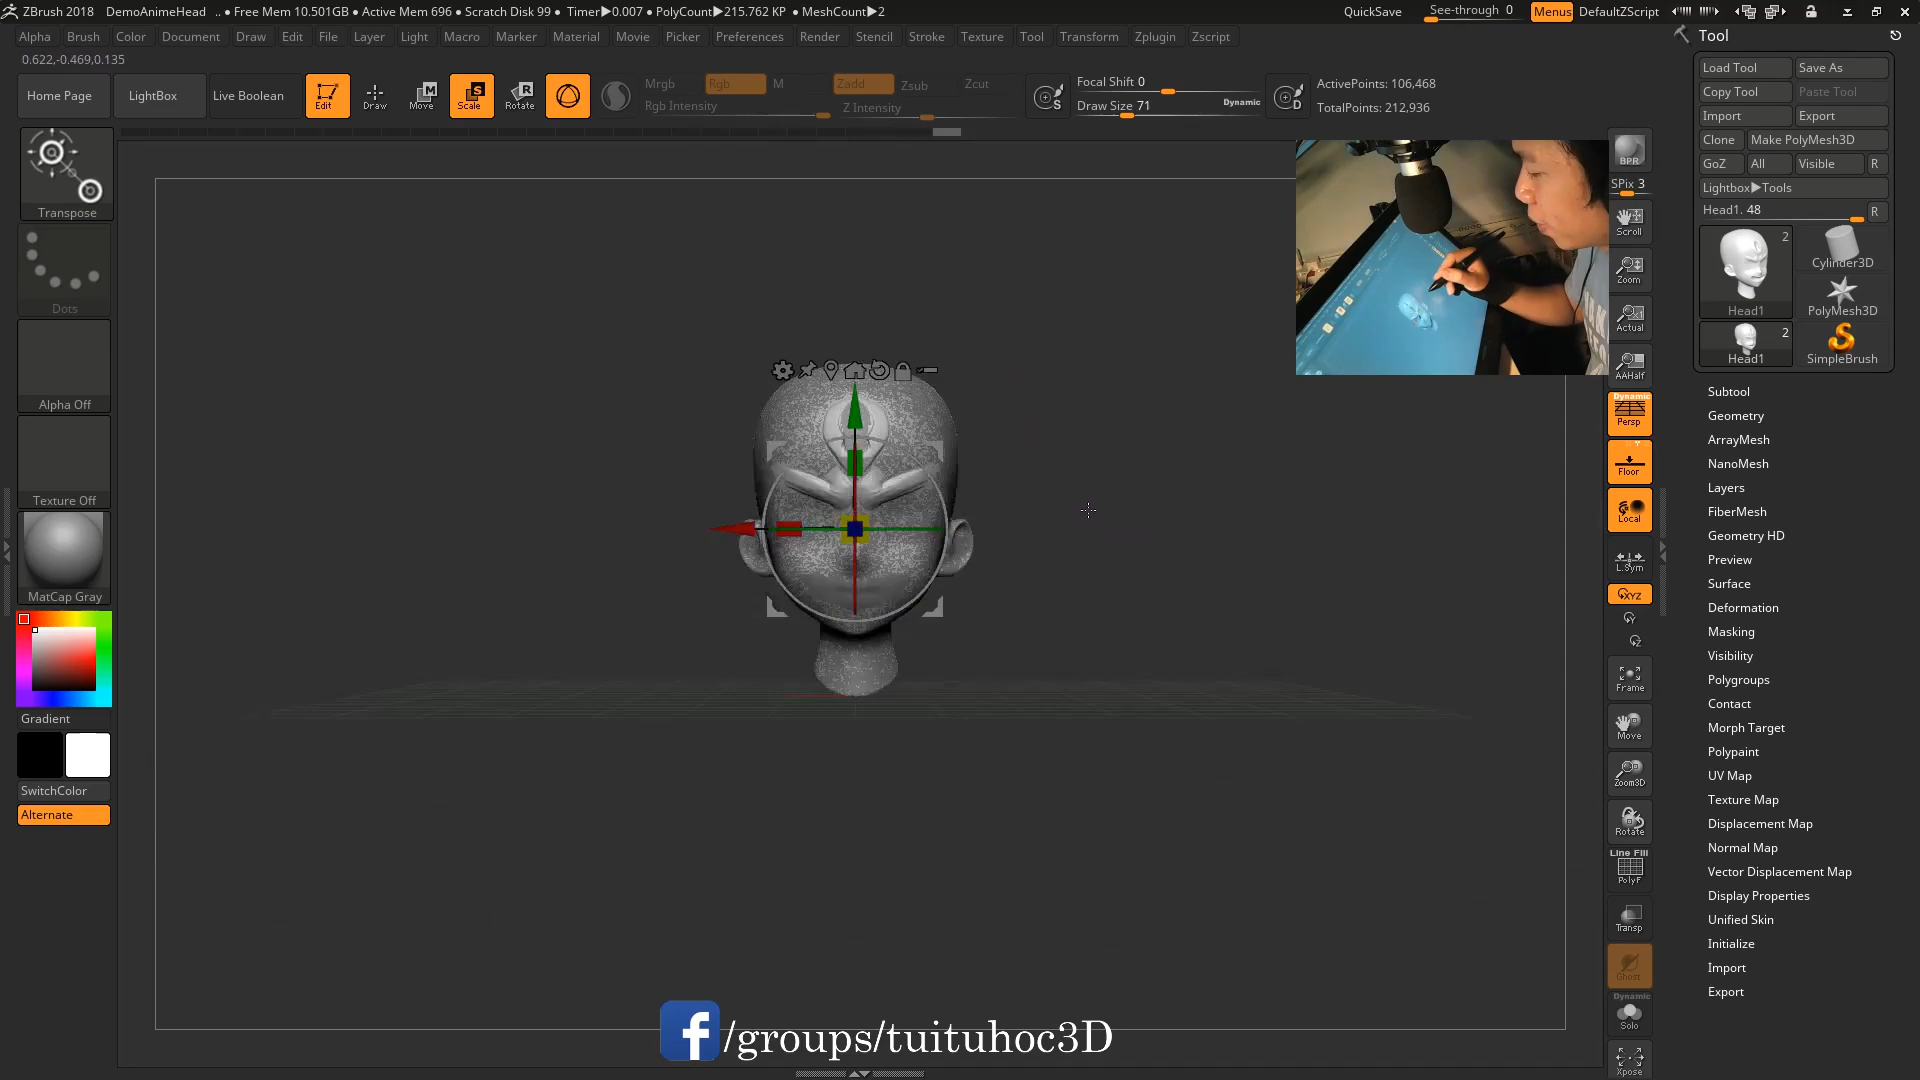 ZBrush 2018 DemoAnimeHead .. ● Free Mem 10.501GB ● Active Mem 696 ● Scratch Disk 99 ● Timer▶0.007 ● PolyCount▶215.762 KP ● MeshCount▶2 QuickSave See-through 0 Menus DefaultZScript
Alpha Brush Color Document Draw Edit File Layer Light Macro Marker Material Movie Picker Preferences Render Stencil Stroke Texture Tool Transform Zplugin Zscript
0.622,-0.469,0.135
Home Page LightBox Live Boolean Edit Draw Move Scale Rotate
Mrgb Rgb M Zadd Zsub Zcut
Rgb Intensity Z Intensity
Focal Shift 0
Draw Size 71 Dynamic
ActivePoints: 106,468
TotalPoints: 212,936
Transpose
Dots
Alpha Off
Texture Off
MatCap Gray
Gradient
SwitchColor
Alternate
BPR
SPix 3
Scroll
Zoom
Actual
AAHalf
Dynamic
Persp
Floor
Local
L.Sym
XYZ
Y
Z
Frame
Move
Zoom3D
Rotate
Line Fill
PolyF
Transp
Ghost
Dynamic
Solo
Xpose
Tool
Load Tool Save As
Copy Tool Paste Tool
Import Export
Clone Make PolyMesh3D
GoZ All Visible R
Lightbox▶Tools
Head1. 48 R
2
Head1
Cylinder3D
PolyMesh3D
2
Head1
SimpleBrush
Subtool
Geometry
ArrayMesh
NanoMesh
Layers
FiberMesh
Geometry HD
Preview
Surface
Deformation
Masking
Visibility
Polygroups
Contact
Morph Target
Polypaint
UV Map
Texture Map
Displacement Map
Normal Map
Vector Displacement Map
Display Properties
Unified Skin
Initialize
Import
Export
f /groups/tuituhoc3D